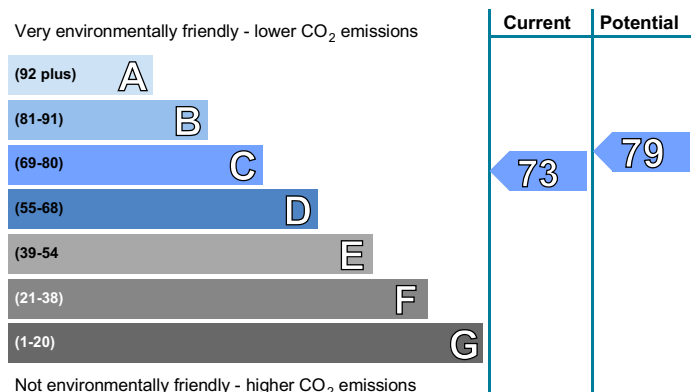 Very environmentally friendly - lower CO2 emissions
Current
Potential
(92 plus) A
(81-91) B
(69-80) C
(55-68) D
(39-54 E
(21-38) F
(1-20) G
73
79
Not environmentally friendly - higher CO2 emissions